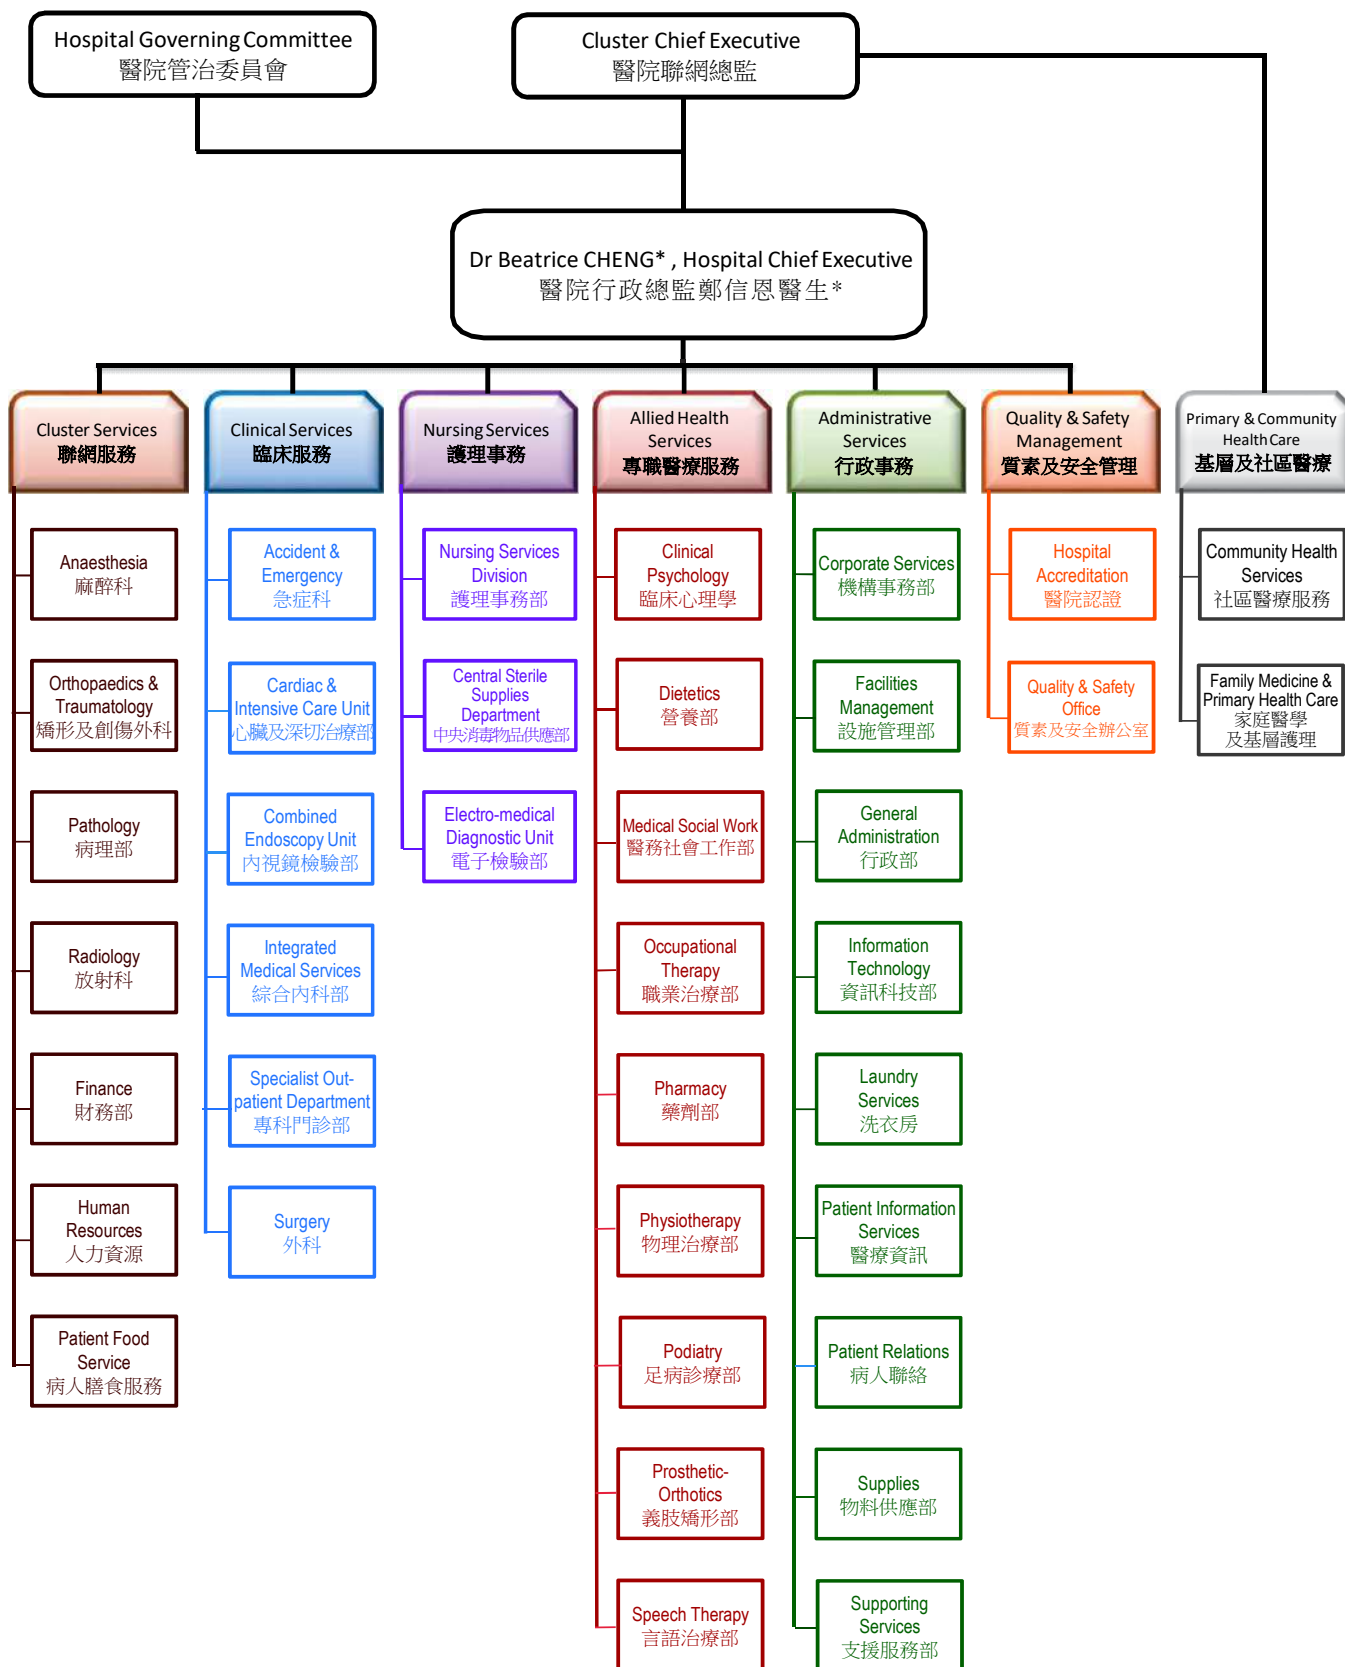 Hospital Governing Committee
醫院管治委員會
Cluster Chief Executive
醫院聯網總監
Dr Beatrice CHENG* , Hospital Chief Executive
醫院行政總監鄭信恩醫生*
Cluster Services
聯網服務
Anaesthesia
麻醉科
Orthopaedics &
Traumatology
矯形及創傷外科
Pathology
病理部
Radiology
放射科
Finance
財務部
Human
Resources
人力資源
Patient Food
Service
病人膳食服務
Clinical Services
臨床服務
Accident &
Emergency
急症科
Cardiac &
Intensive Care Unit
心臟及深切治療部
Combined
Endoscopy Unit
內視鏡檢驗部
Integrated
Medical Services
綜合內科部
Specialist Out-
patient Department
專科門診部
Surgery
外科
Nursing Services
護理事務
Nursing Services
Division
護理事務部
Central Sterile
Supplies
Department
中央消毒物品供應部
Electro-medical
Diagnostic Unit
電子檢驗部
Allied Health
Services
專職醫療服務
Clinical
Psychology
臨床心理學
Dietetics
營養部
Medical Social Work
醫務社會工作部
Occupational
Therapy
職業治療部
Pharmacy
藥劑部
Physiotherapy
物理治療部
Podiatry
足病診療部
Prosthetic-
Orthotics
義肢矯形部
Speech Therapy
言語治療部
Administrative
Services
行政事務
Corporate Services
機構事務部
Facilities
Management
設施管理部
General
Administration
行政部
Information
Technology
資訊科技部
Laundry
Services
洗衣房
Patient Information
Services
醫療資訊
Patient Relations
病人聯絡
Supplies
物料供應部
Supporting
Services
支援服務部
Quality & Safety
Management
質素及安全管理
Hospital
Accreditation
醫院認證
Quality & Safety
Office
質素及安全辦公室
Primary & Community
Health Care
基層及社區醫療
Community Health
Services
社區醫療服務
Family Medicine &
Primary Health Care
家庭醫學
及基層護理